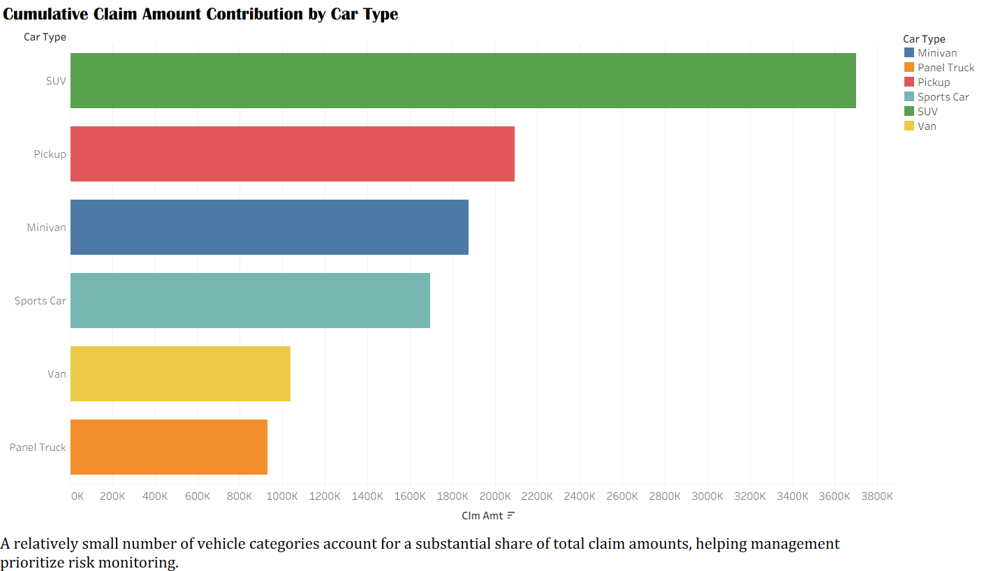 Cumulative Claim Amount Contribution by Car Type
Car Type
SUV
Pickup
Minivan
Sports Car
Van
Panel Truck
0K 200K 400K 600K 800K 1000K 1200K 1400K 1600K 1800K 2000K 2200K 2400K 2600K 2800K 3000K 3200K 3400K 3600K 3800K
Clm Amt
Car Type
Minivan
Panel Truck
Pickup
Sports Car
SUV
Van
A relatively small number of vehicle categories account for a substantial share of total claim amounts, helping management
prioritize risk monitoring.